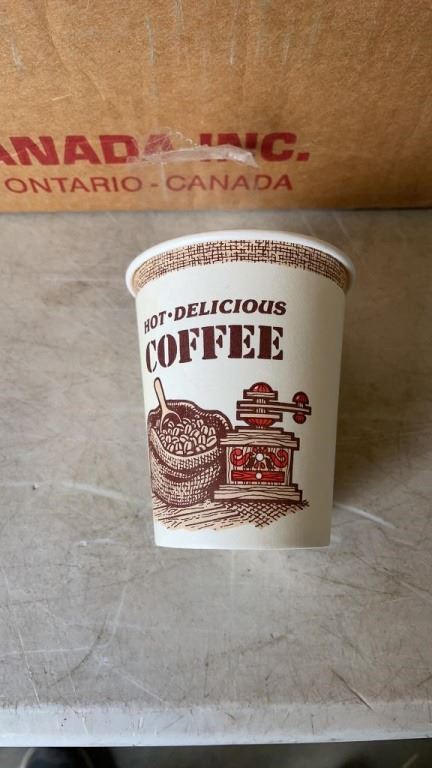 ANADA INC.
ONTARIO - CANADA
HOT • DELICIOUS
COFFEE